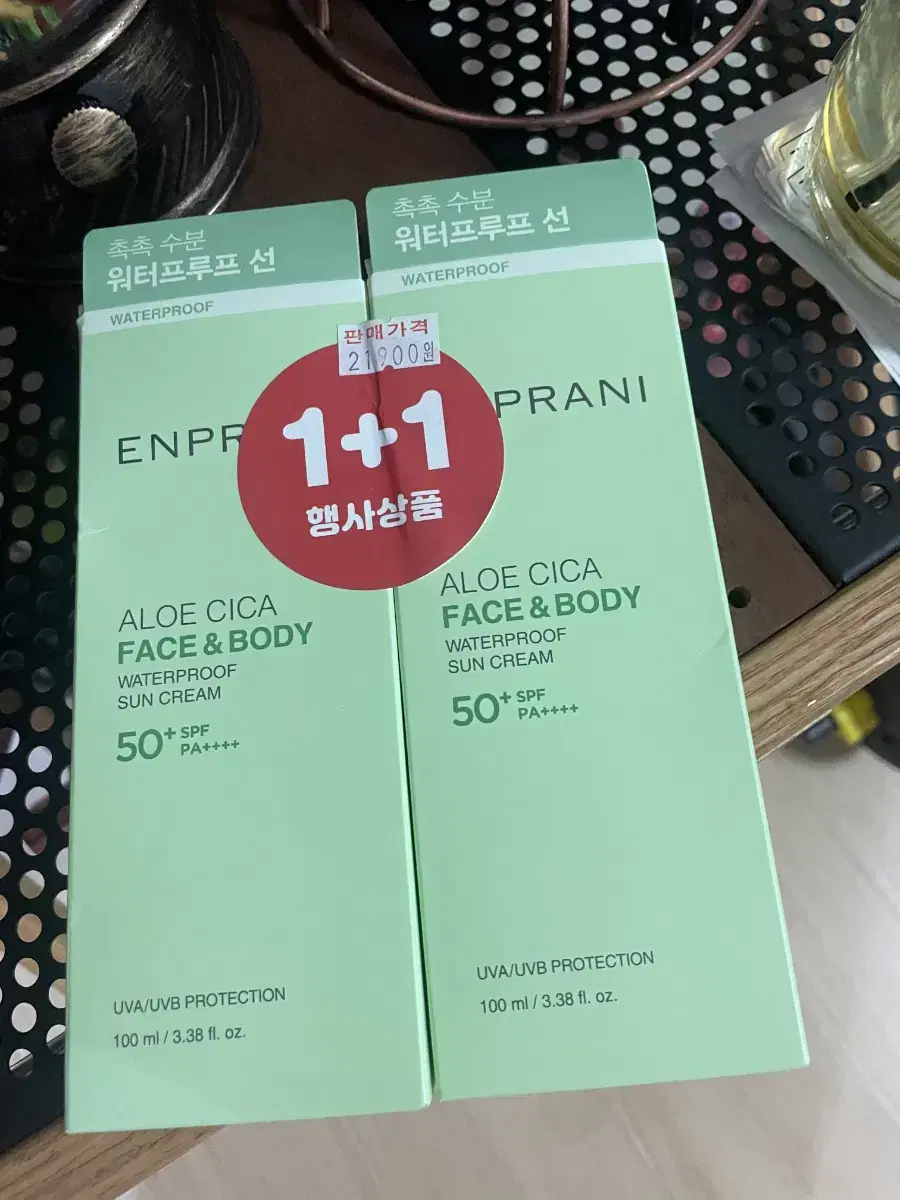 촉촉 수분
워터프루프 선
WATERPROOF
ENPR
ALOE CICA
FACE & BODY
WATERPROOF
SUN CREAM
50+ SPF
PA++++
UVA/UVB PROTECTION
100 ml / 3.38 fl. oz.
판매가격
21900원
1+1
행사상품
촉촉 수분
워터프루프 선
WATERPROOF
PRANI
ALOE CICA
FACE & BODY
WATERPROOF
SUN CREAM
50+ SPF
PA++++
UVA/UVB PROTECTION
100 ml / 3.38 fl. oz.